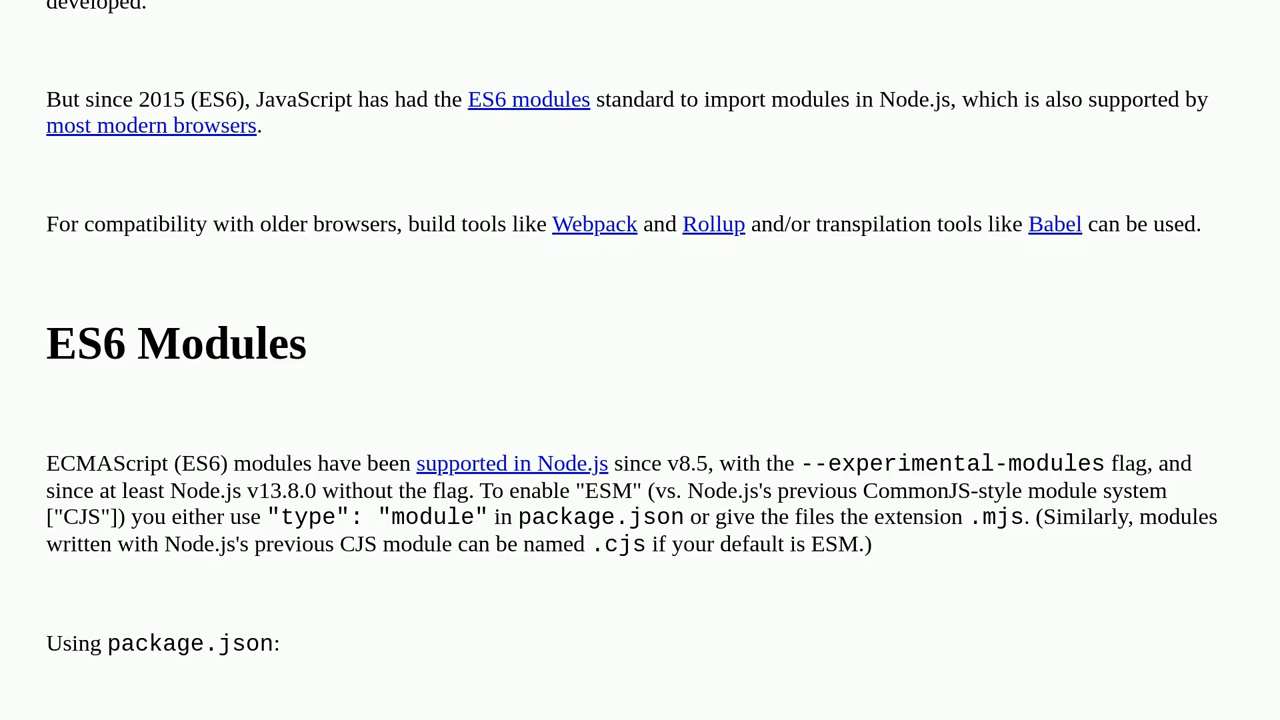 developed.
But since 2015 (ES6), JavaScript has had the ES6 modules standard to import modules in Node.js, which is also supported by
most modern browsers.
For compatibility with older browsers, build tools like Webpack and Rollup and/or transpilation tools like Babel can be used.
ES6 Modules
ECMAScript (ES6) modules have been supported in Node.js since v8.5, with the --experimental-modules flag, and
since at least Node.js v13.8.0 without the flag. To enable "ESM" (vs. Node.js's previous CommonJS-style module system
["CJS"]) you either use "type": "module" in package.json or give the files the extension .mjs. (Similarly, modules
written with Node.js's previous CJS module can be named .cjs if your default is ESM.)
Using package.json: